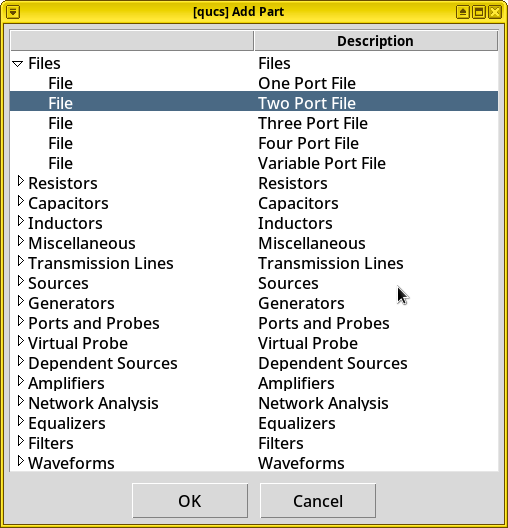 [qucs] Add Part
Description
Files Files
File One Port File
File Two Port File
File Three Port File
File Four Port File
File Variable Port File
Resistors Resistors
Capacitors Capacitors
Inductors Inductors
Miscellaneous Miscellaneous
Transmission Lines Transmission Lines
Sources Sources
Generators Generators
Ports and Probes Ports and Probes
Virtual Probe Virtual Probe
Dependent Sources Dependent Sources
Amplifiers Amplifiers
Network Analysis Network Analysis
Equalizers Equalizers
Filters Filters
Waveforms Waveforms
OK Cancel